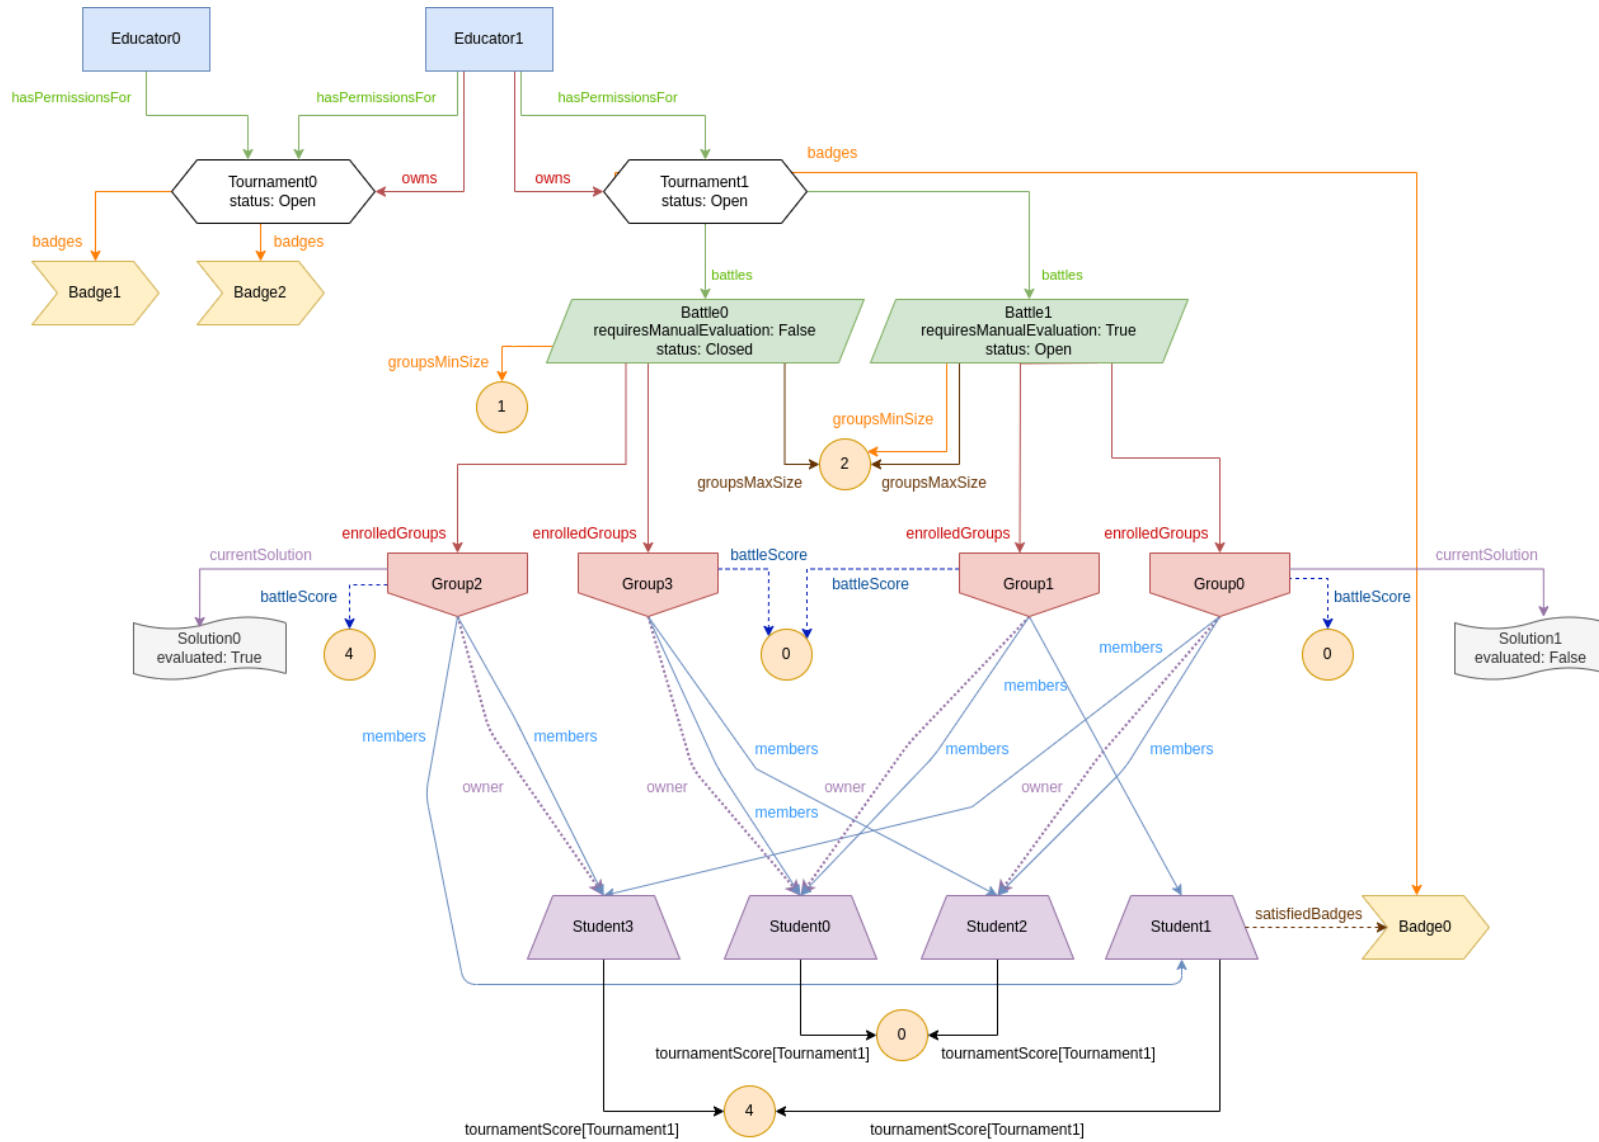 Educator0
Educator1
hasPermissionsFor
hasPermissionsFor
hasPermissionsFor
badges
Tournament0
status: Open
owns
owns
Tournament1
status: Open
badges
badges
battles
battles
Badge1
Badge2
Battle0
requiresManualEvaluation: False
status: Closed
Battle1
requiresManualEvaluation: True
status: Open
groupsMinSize
1
groupsMinSize
2
groupsMaxSize
groupsMaxSize
enrolledGroups
enrolledGroups
enrolledGroups
enrolledGroups
currentSolution
battleScore
currentSolution
Group2
Group3
battleScore
Group1
Group0
battleScore
battleScore
Solution0
evaluated: True
4
0
0
Solution1
evaluated: False
members
members
members
members
members
members
members
owner
owner
owner
owner
members
Student3
Student0
Student2
Student1
satisfiedBadges
Badge0
0
tournamentScore[Tournament1]
tournamentScore[Tournament1]
4
tournamentScore[Tournament1]
tournamentScore[Tournament1]